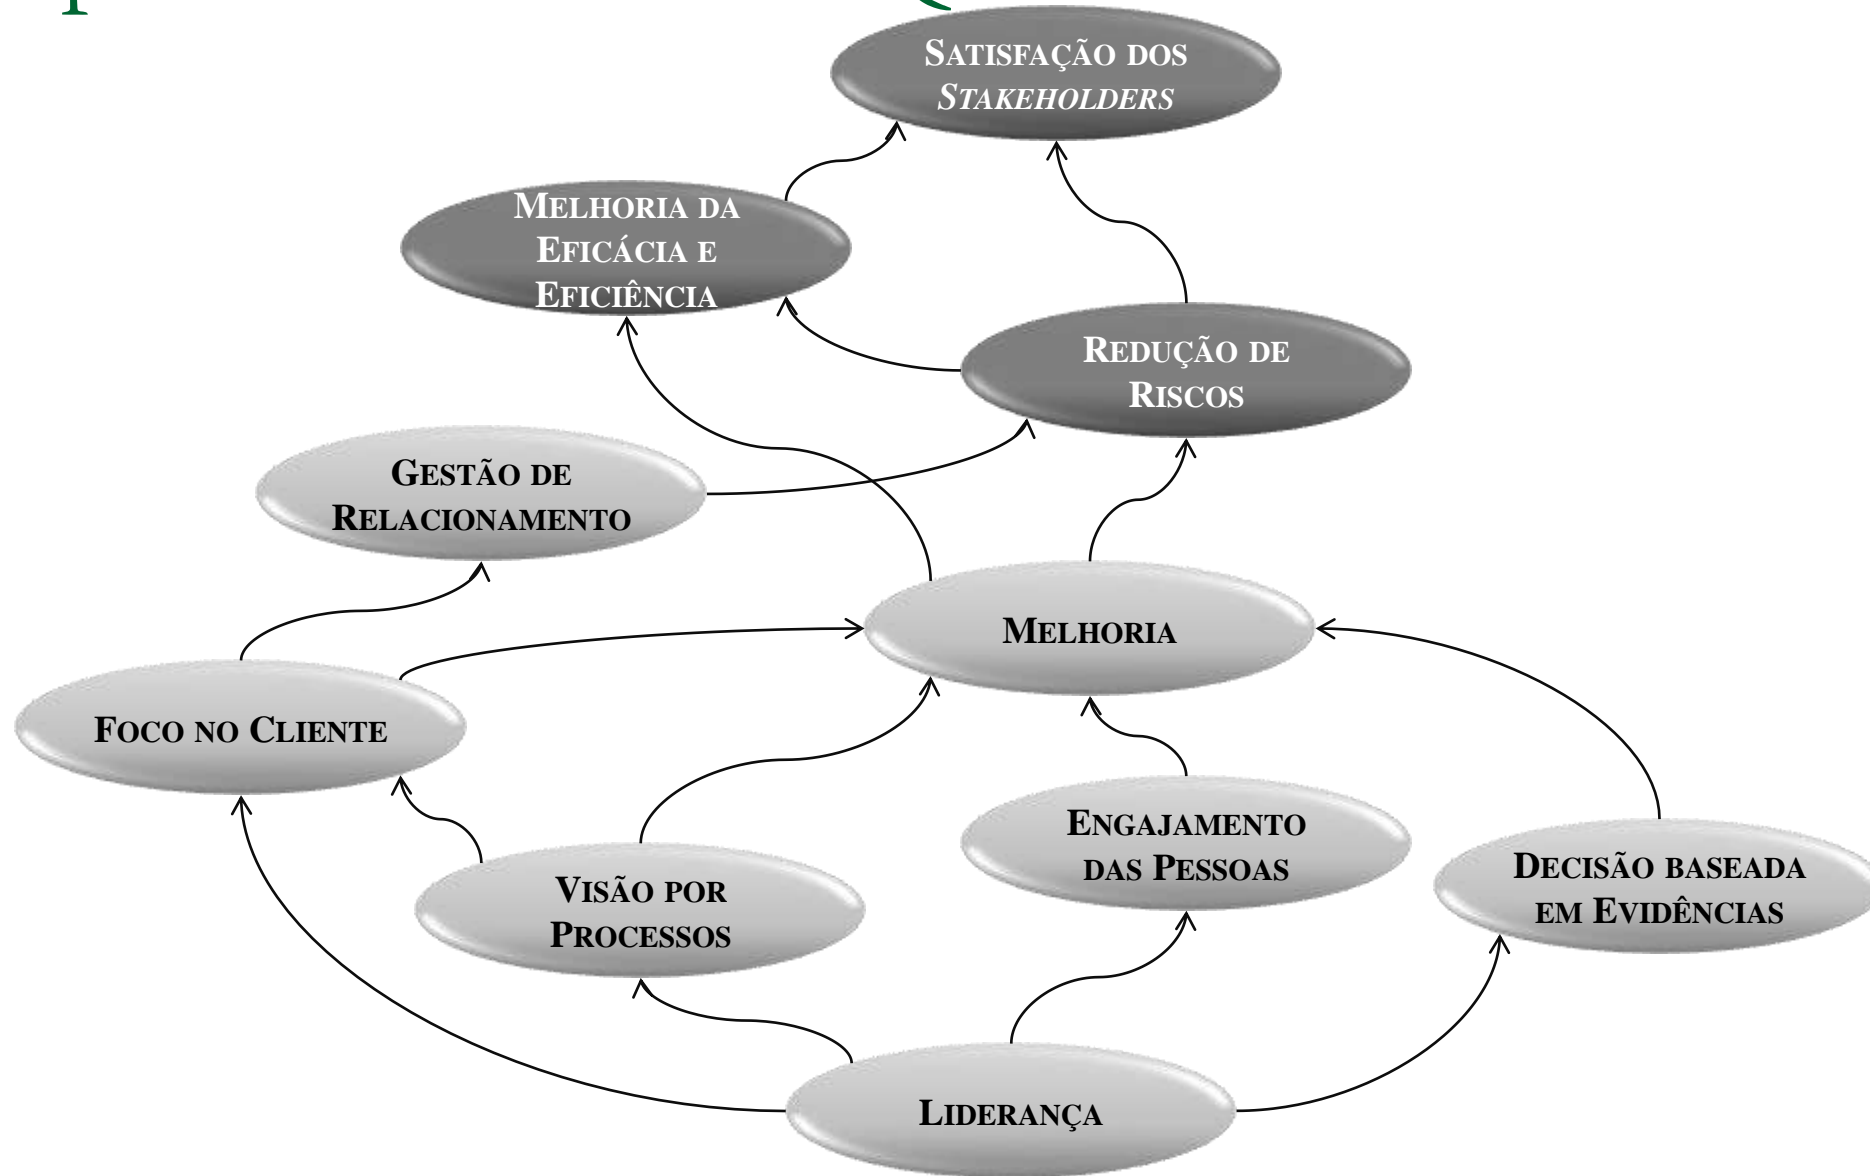 SATISFAÇÃO DOS
STAKEHOLDERS
MELHORIA DA
EFICÁCIA E
EFICIÊNCIA
REDUÇÃO DE
RISCOS
GESTÃO DE
RELACIONAMENTO
MELHORIA
FOCO NO CLIENTE
ENGAJAMENTO
DAS PESSOAS
DECISÃO BASEADA
EM EVIDÊNCIAS
VISÃO POR
PROCESSOS
LIDERANÇA